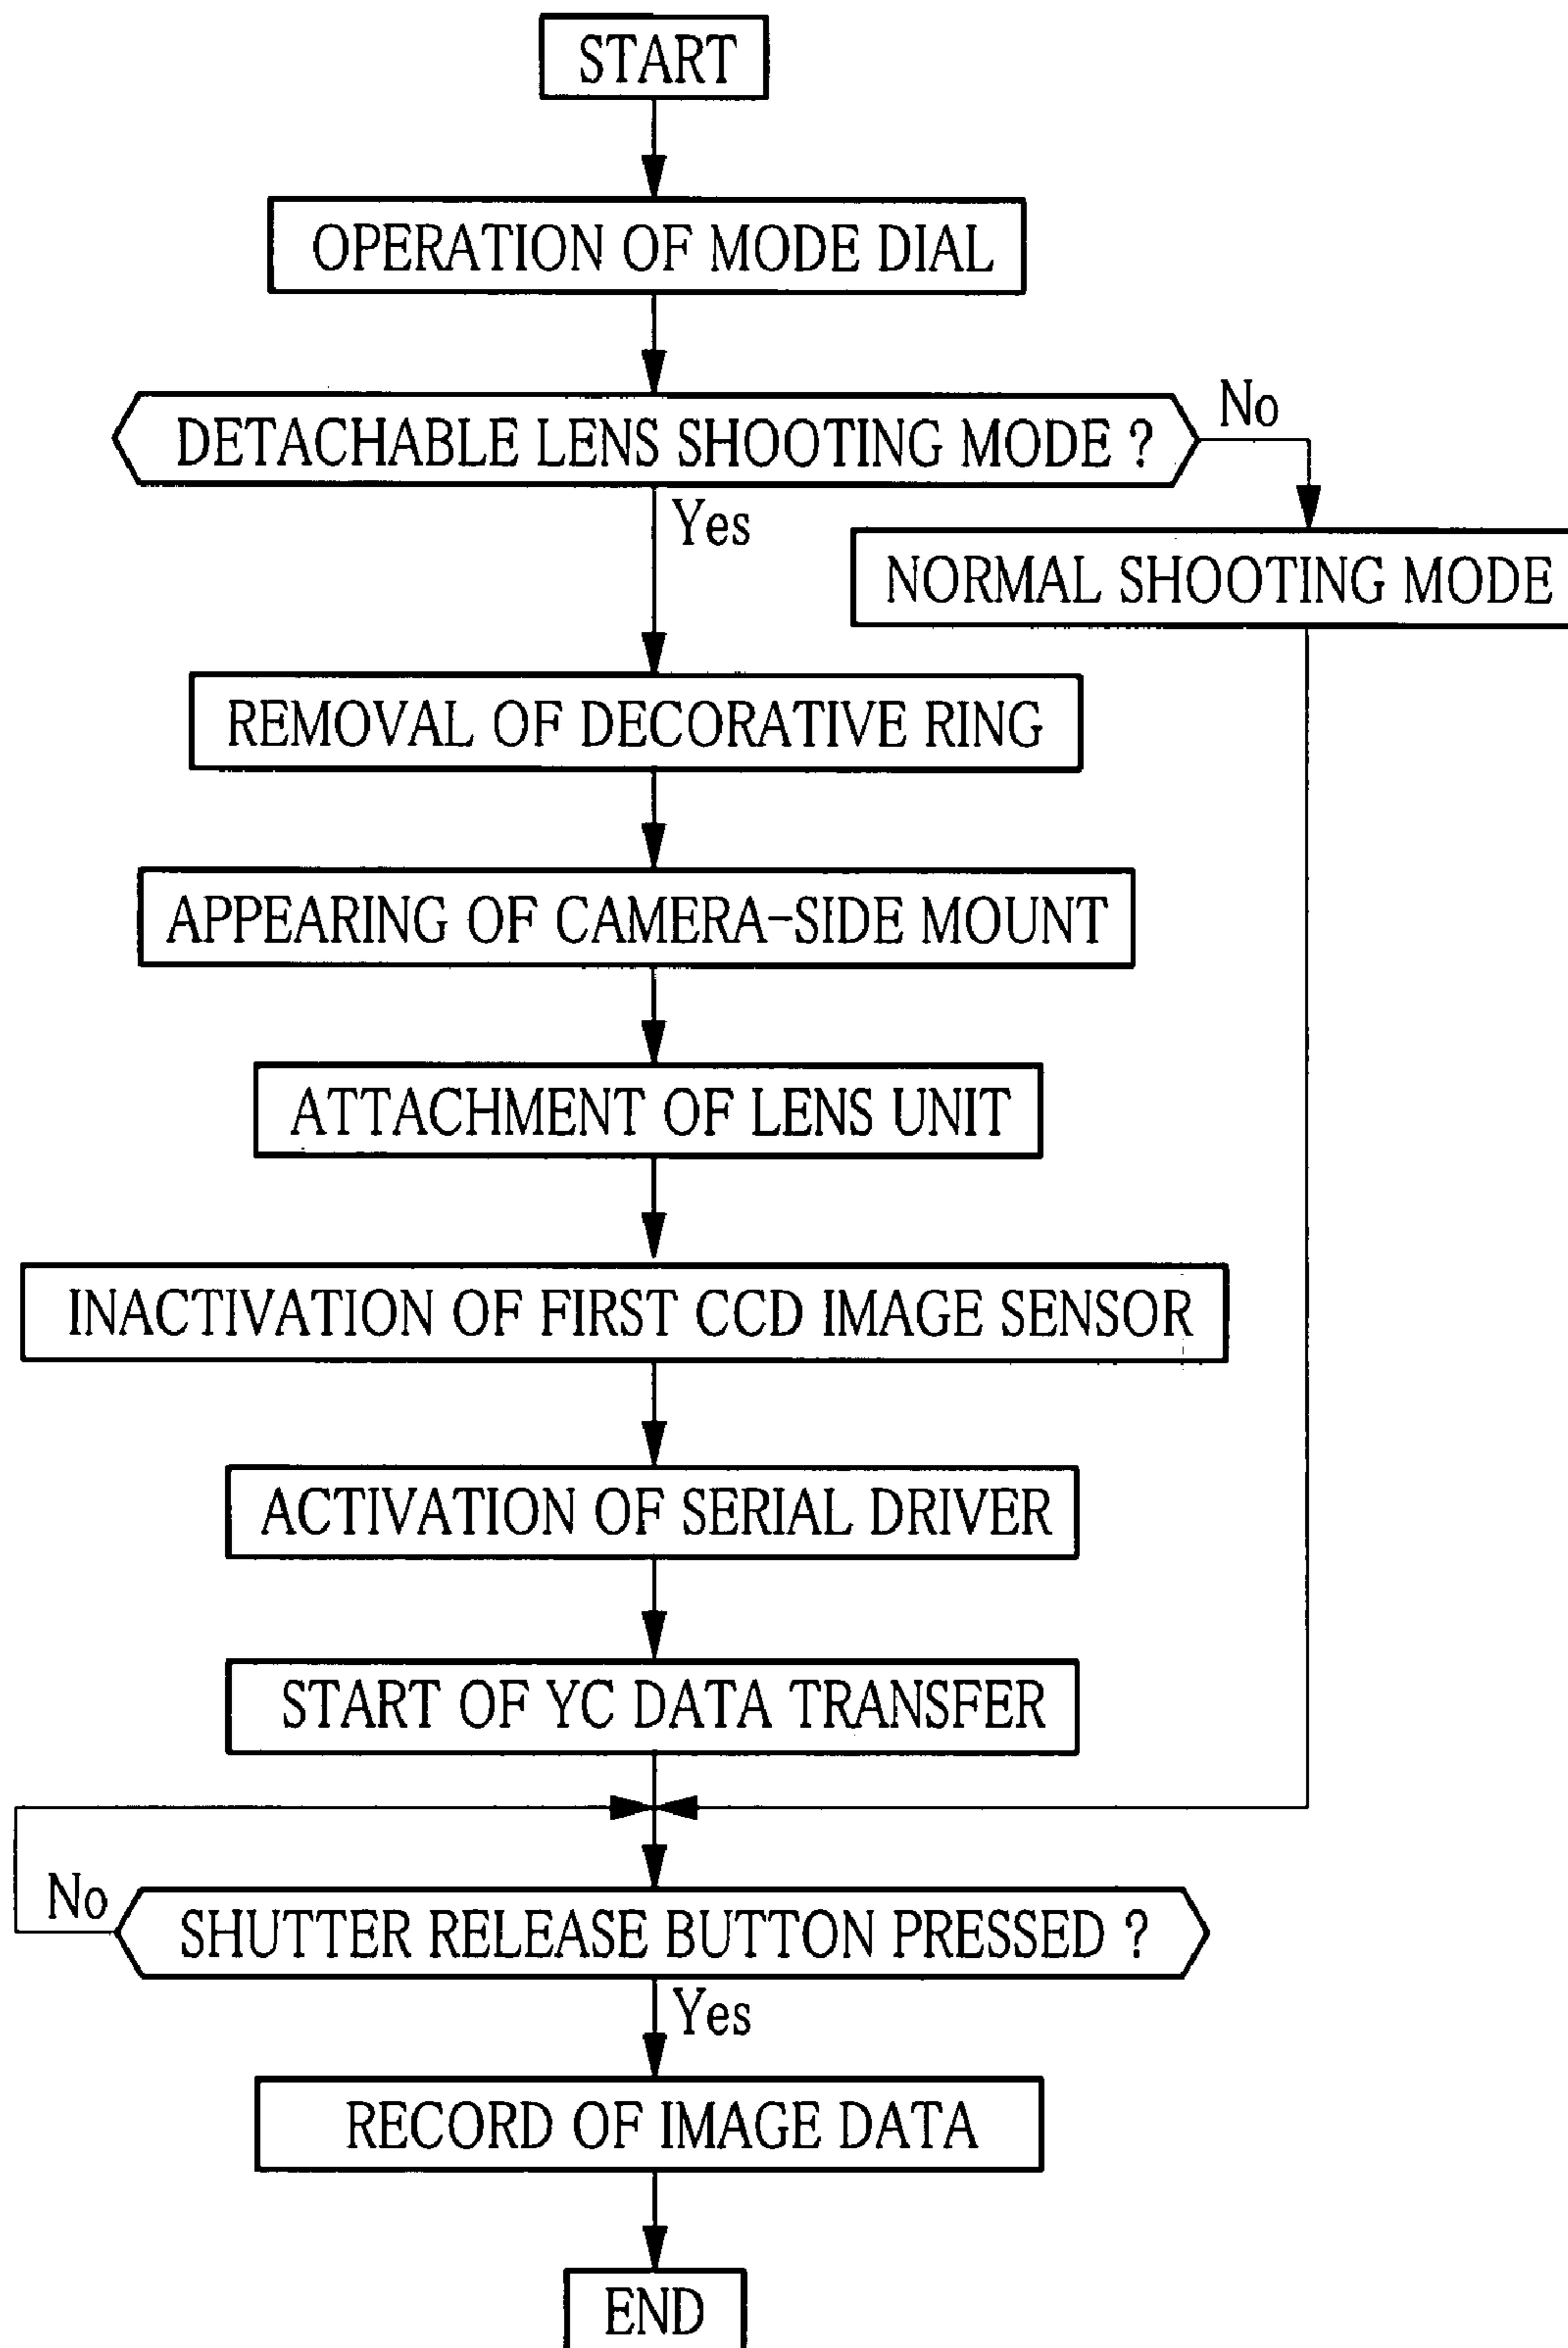 START
OPERATION OF MODE DIAL
DETACHABLE LENS SHOOTING MODE ?
No
Yes
NORMAL SHOOTING MODE
REMOVAL OF DECORATIVE RING
APPEARING OF CAMERA-SIDE MOUNT
ATTACHMENT OF LENS UNIT
INACTIVATION OF FIRST CCD IMAGE SENSOR
ACTIVATION OF SERIAL DRIVER
START OF YC DATA TRANSFER
No
SHUTTER RELEASE BUTTON PRESSED ?
Yes
RECORD OF IMAGE DATA
END